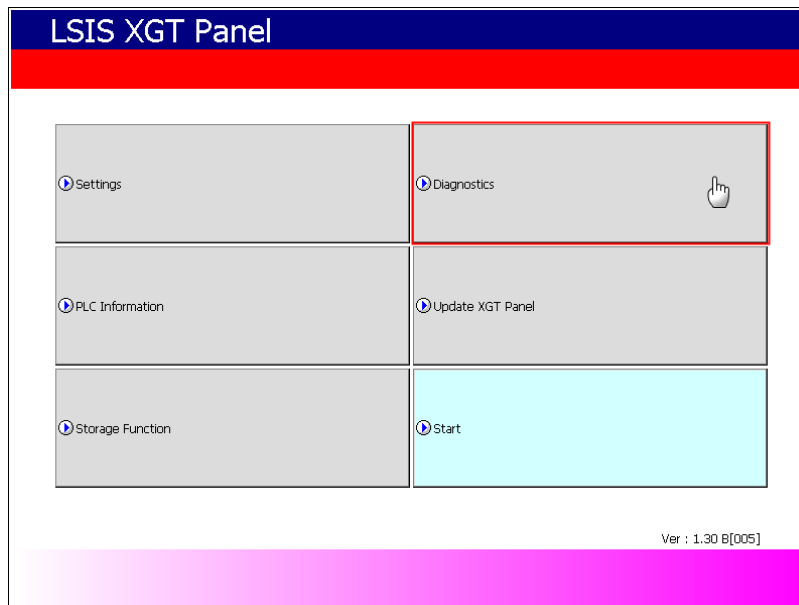 LSIS XGT Panel
Settings
Diagnostics
PLC Information
Update XGT Panel
Storage Function
Start
Ver : 1.30 B[005]